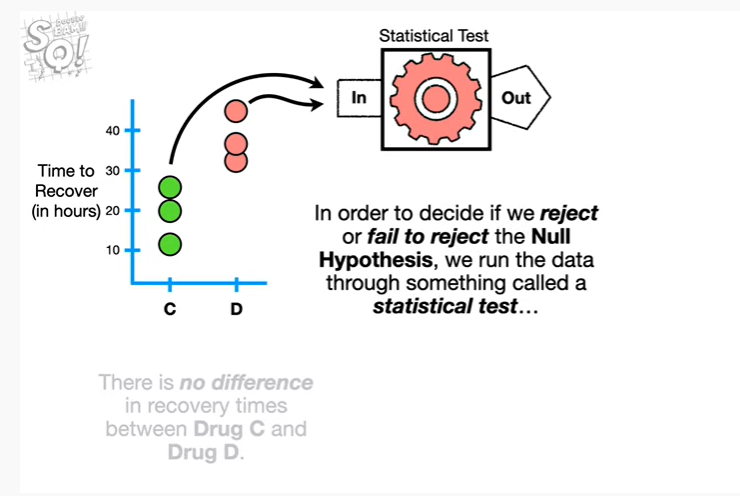 STATQUEST BAM!!!
Statistical Test
In
Out
40
Time to
Recover
(in hours)
30
20
10
C
D
In order to decide if we reject
or fail to reject the Null
Hypothesis, we run the data
through something called a
statistical test...
There is no difference
in recovery times
between Drug C and
Drug D.